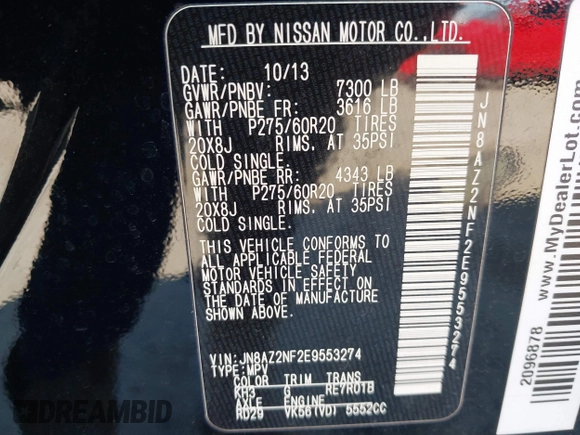 MFD BY NISSAN MOTOR CO.,LTD.
DATE: 10/13
GVWR/PNBV: 7300 LB
GAWR/PNBE FR: 3616 LB
WITH P275/60R20 TIRES
20X8J RIMS, AT 35PSI
COLD SINGLE.
GAWR/PNBE RR: 4343 LB
WITH P275/60R20 TIRES
20X8J RIMS, AT 35PSI
COLD SINGLE.
THIS VEHICLE CONFORMS TO
ALL APPLICABLE FEDERAL
MOTOR VEHICLE SAFETY
STANDARDS IN EFFECT ON
THE DATE OF MANUFACTURE
SHOWN ABOVE.
VIN:JN8AZ2NF2E9553274
TYPE:MPV
COLOR TRIM TRANS
KH3 G RE7R01B
AXLE ENGINE
RD29 VK56(VD) 5552CC
JN8AZ2NF2E9553274
2096878
www.MyDealerLot.com
DREAMBID